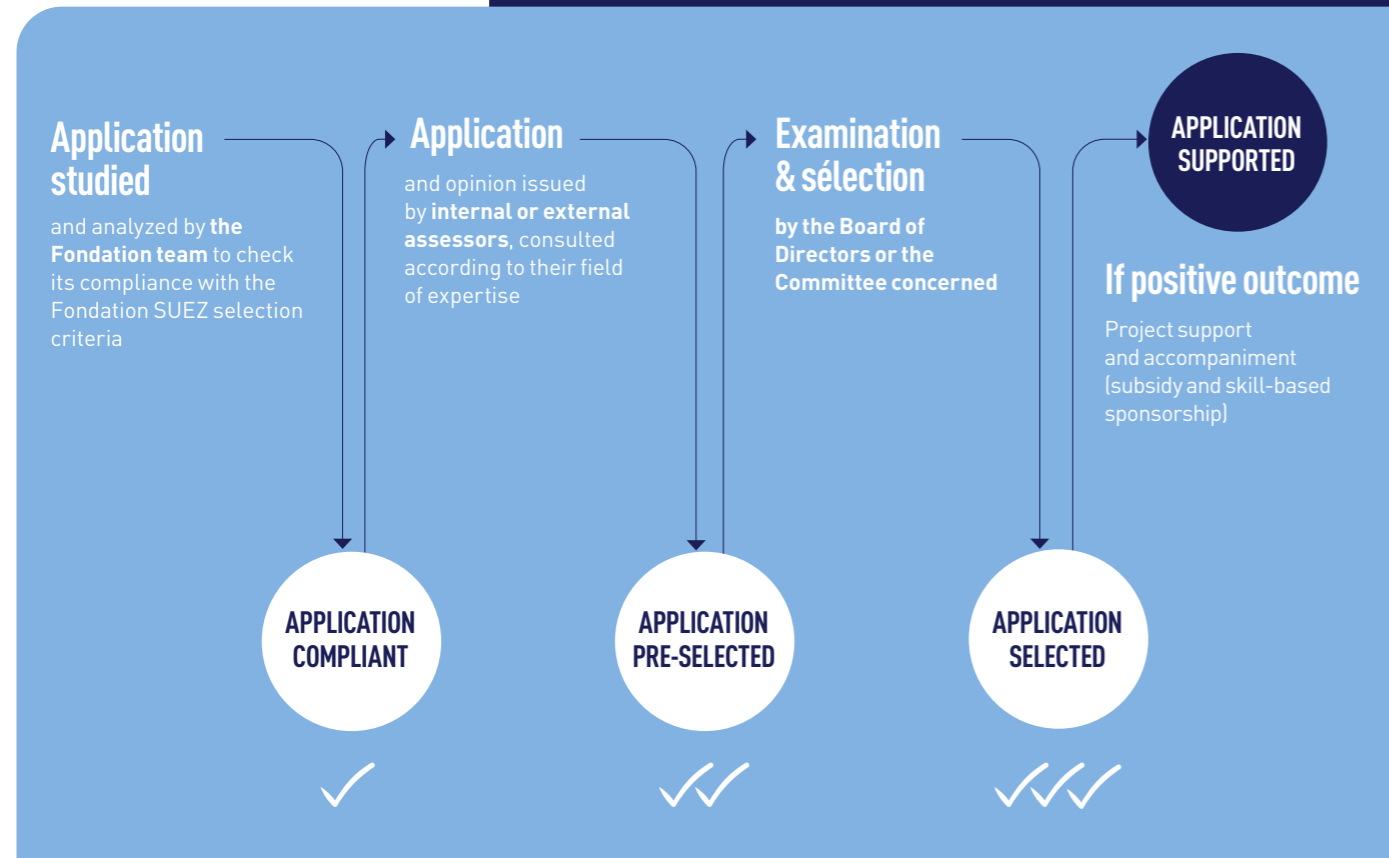 Application
studied
and analyzed by the
Fondation team to check
its compliance with the
Fondation SUEZ selection
criteria
APPLICATION
COMPLIANT
Application
and opinion issued
by internal or external
assessors, consulted
according to their field
of expertise
APPLICATION
PRE-SELECTED
Examination
& sélection
by the Board of
Directors or the
Committee concerned
APPLICATION
SELECTED
APPLICATION
SUPPORTED
If positive outcome
Project support
and accompaniment
(subsidy and skill-based
sponsorship)